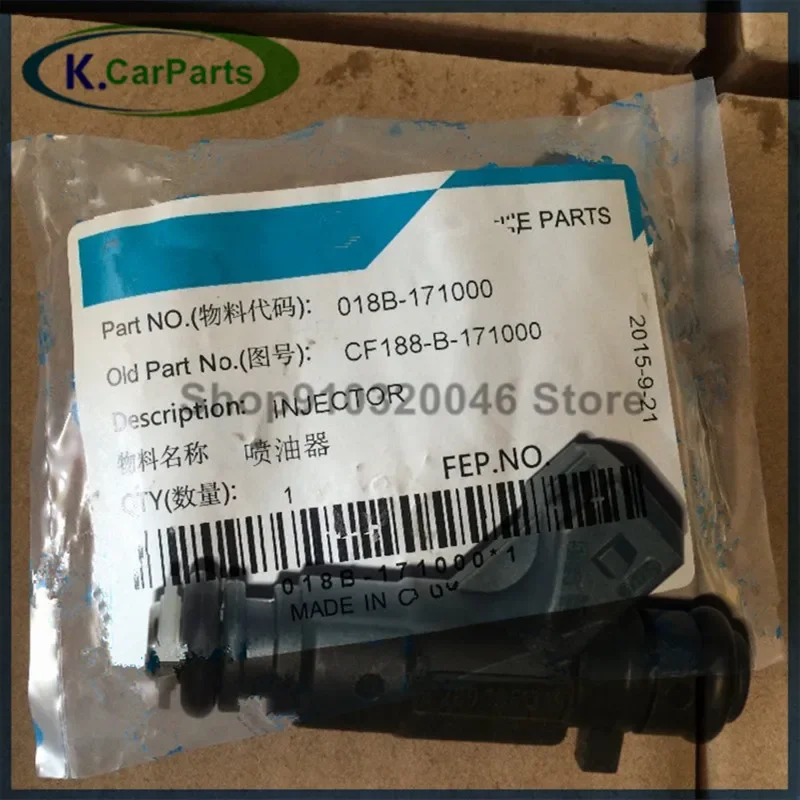 K.CarParts
PARTS
Part NO.(物料代码): 018B-171000
Old Part No.(图号): CF188-B-171000
Shop910320046 Store
Description: INJECTOR
2015-9-21
物料名称 喷油器
FEP.NO.
QTY(数量): 1
018B-171000*1
MADE IN